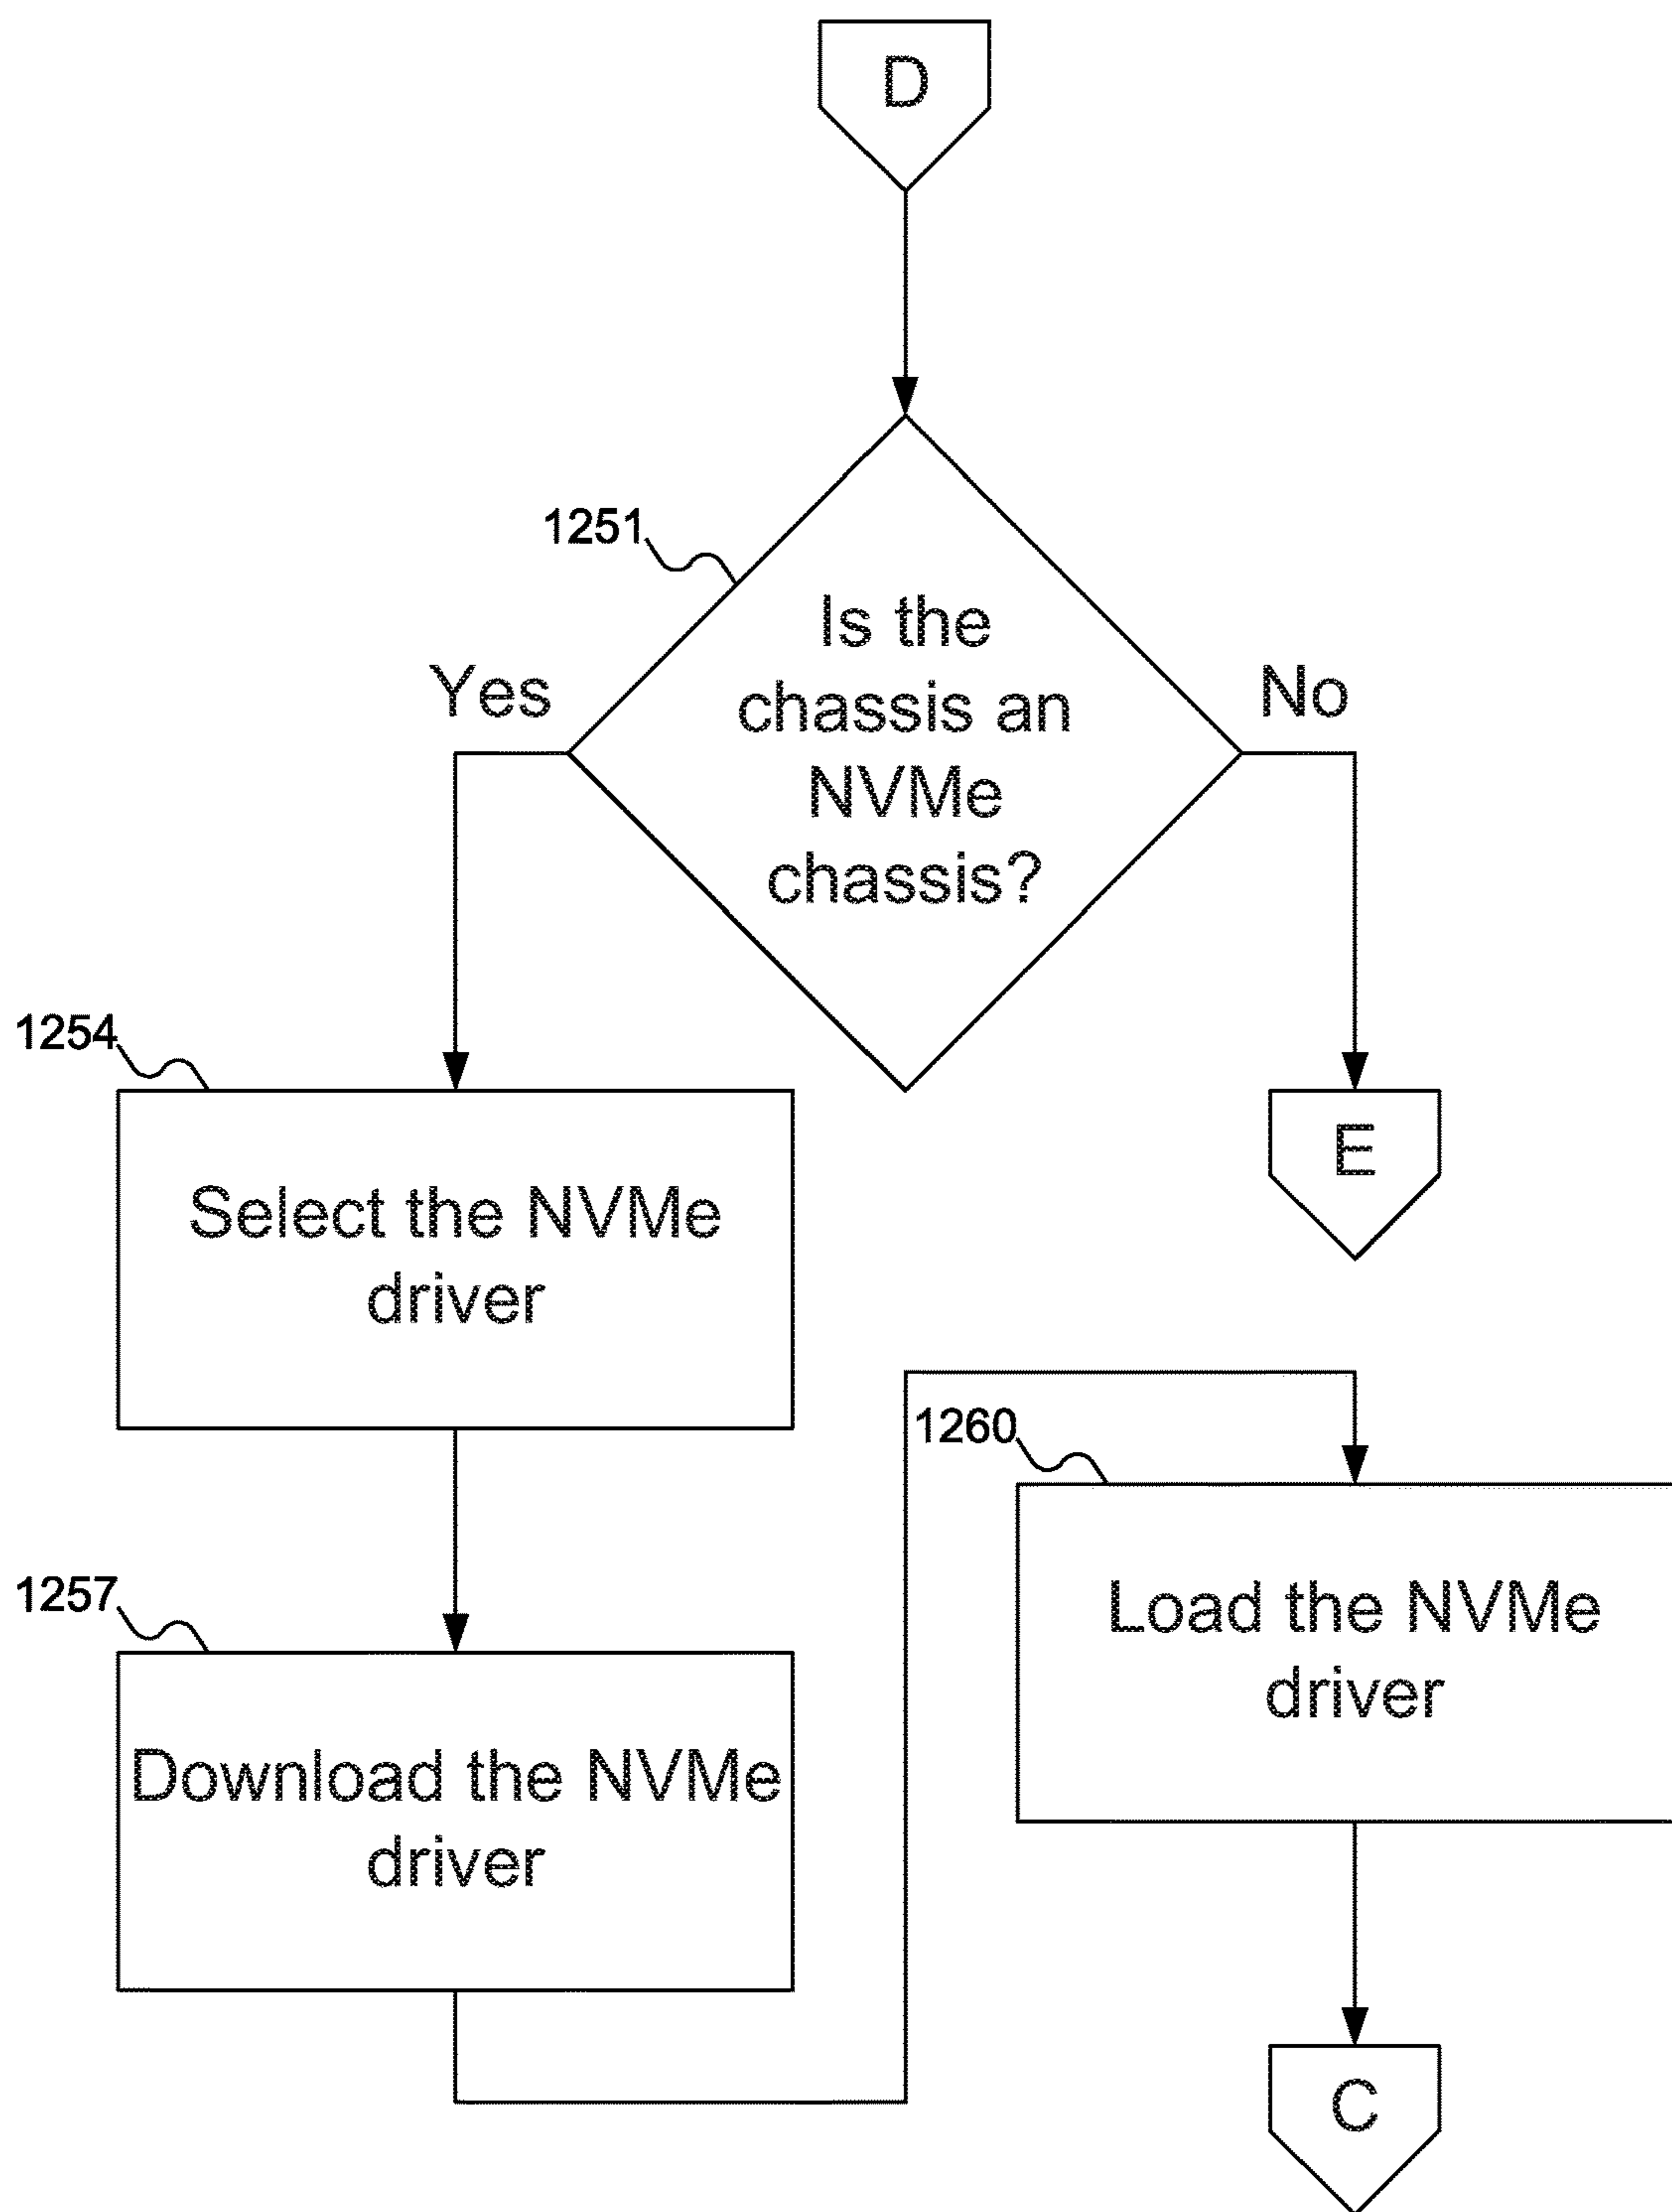 D
1251
Is the
chassis an
NVMe
chassis?
Yes
No
1254
Select the NVMe
driver
E
1257
Download the NVMe
driver
1260
Load the NVMe
driver
C